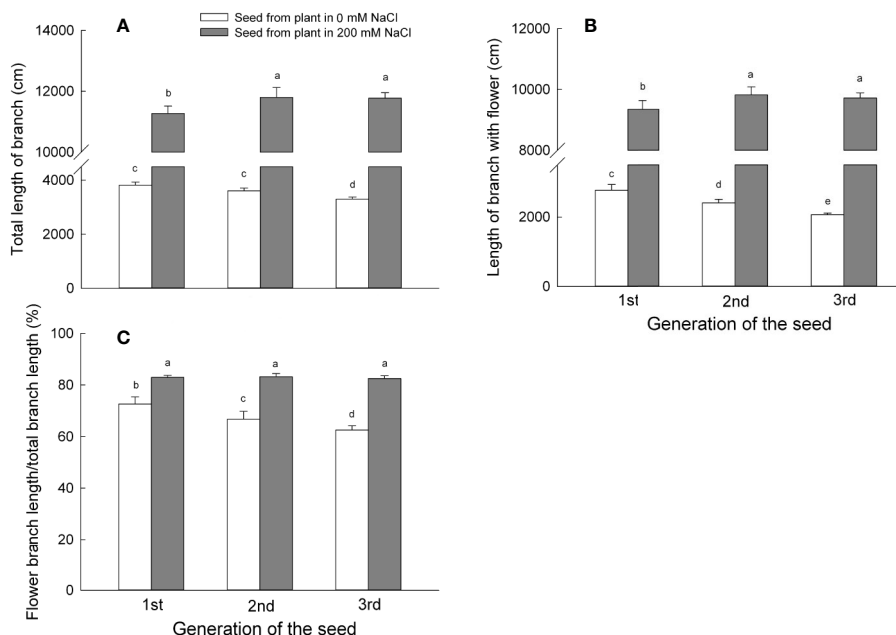 A
Seed from plant in 0 mM NaCl
Seed from plant in 200 mM NaCl
Total length of branch (cm)
14000
12000
10000
4000
2000
0
b
a
a
c
c
d
B
Length of branch with flower (cm)
12000
10000
8000
2000
0
b
a
a
c
d
e
1st
2nd
3rd
Generation of the seed
C
Flower branch length/total branch length (%)
100
80
60
40
20
0
b
a
c
a
d
a
1st
2nd
3rd
Generation of the seed